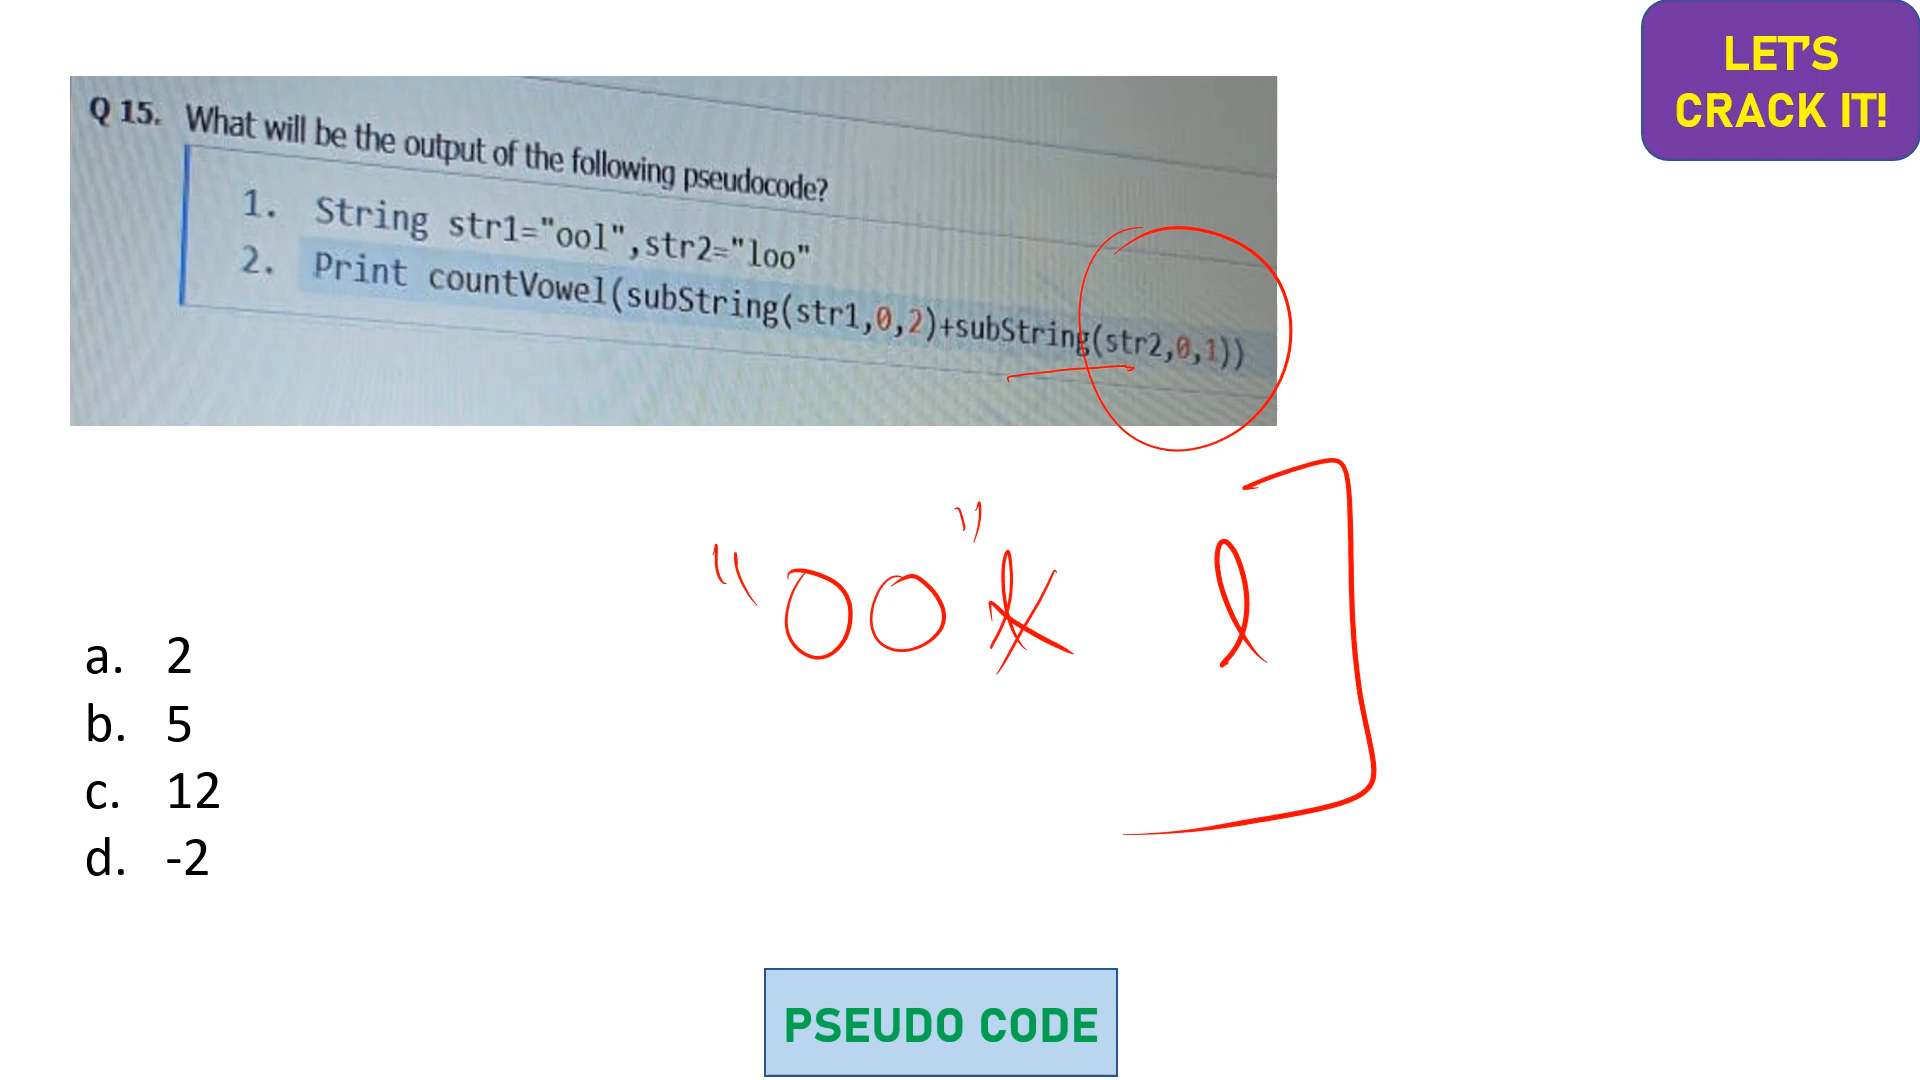 LET'S
CRACK IT!
Q 15. What will be the output of the following pseudocode?
1. String str1="ool",str2="loo"
2. Print countVowel(subString(str1,0,2)+subString(str2,0,1))
"ool" l
a. 2
b. 5
c. 12
d. -2
PSEUDO CODE